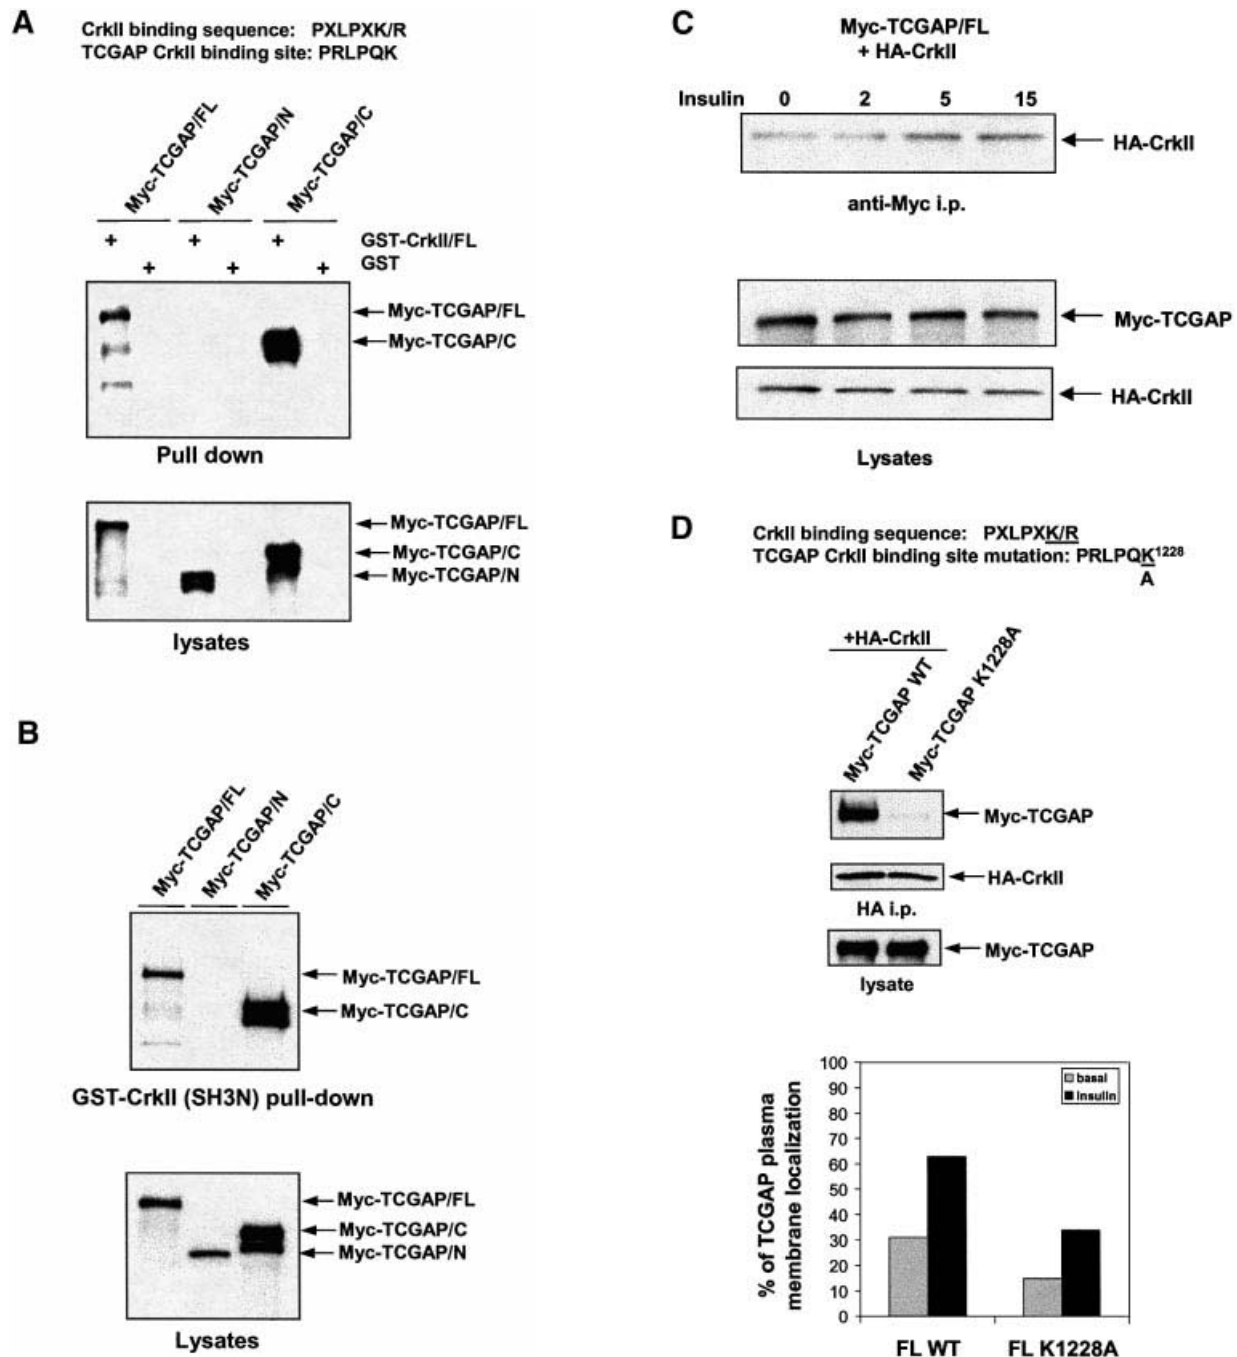 A
CrkII binding sequence: PXLPXK/R
TCGAP CrkII binding site: PRLPQK
Myc-TCGAP/FL
Myc-TCGAP/N
Myc-TCGAP/C
+ + + GST-CrkII/FL
+ + + GST
Myc-TCGAP/FL
Myc-TCGAP/C
Pull down
Myc-TCGAP/FL
Myc-TCGAP/C
Myc-TCGAP/N
lysates
B
Myc-TCGAP/FL
Myc-TCGAP/N
Myc-TCGAP/C
Myc-TCGAP/FL
Myc-TCGAP/C
GST-CrkII (SH3N) pull-down
Myc-TCGAP/FL
Myc-TCGAP/C
Myc-TCGAP/N
Lysates
C
Myc-TCGAP/FL
+ HA-CrkII
Insulin 0 2 5 15
HA-CrkII
anti-Myc i.p.
Myc-TCGAP
HA-CrkII
Lysates
D
CrkII binding sequence: PXLPXK/R
TCGAP CrkII binding site mutation: PRLPQK1228
A
+HA-CrkII
Myc-TCGAP WT
Myc-TCGAP K1228A
Myc-TCGAP
HA-CrkII
HA i.p.
Myc-TCGAP
lysate
% of TCGAP plasma
membrane localization
100
90
80
70
60
50
40
30
20
10
0
basal
Insulin
FL WT FL K1228A